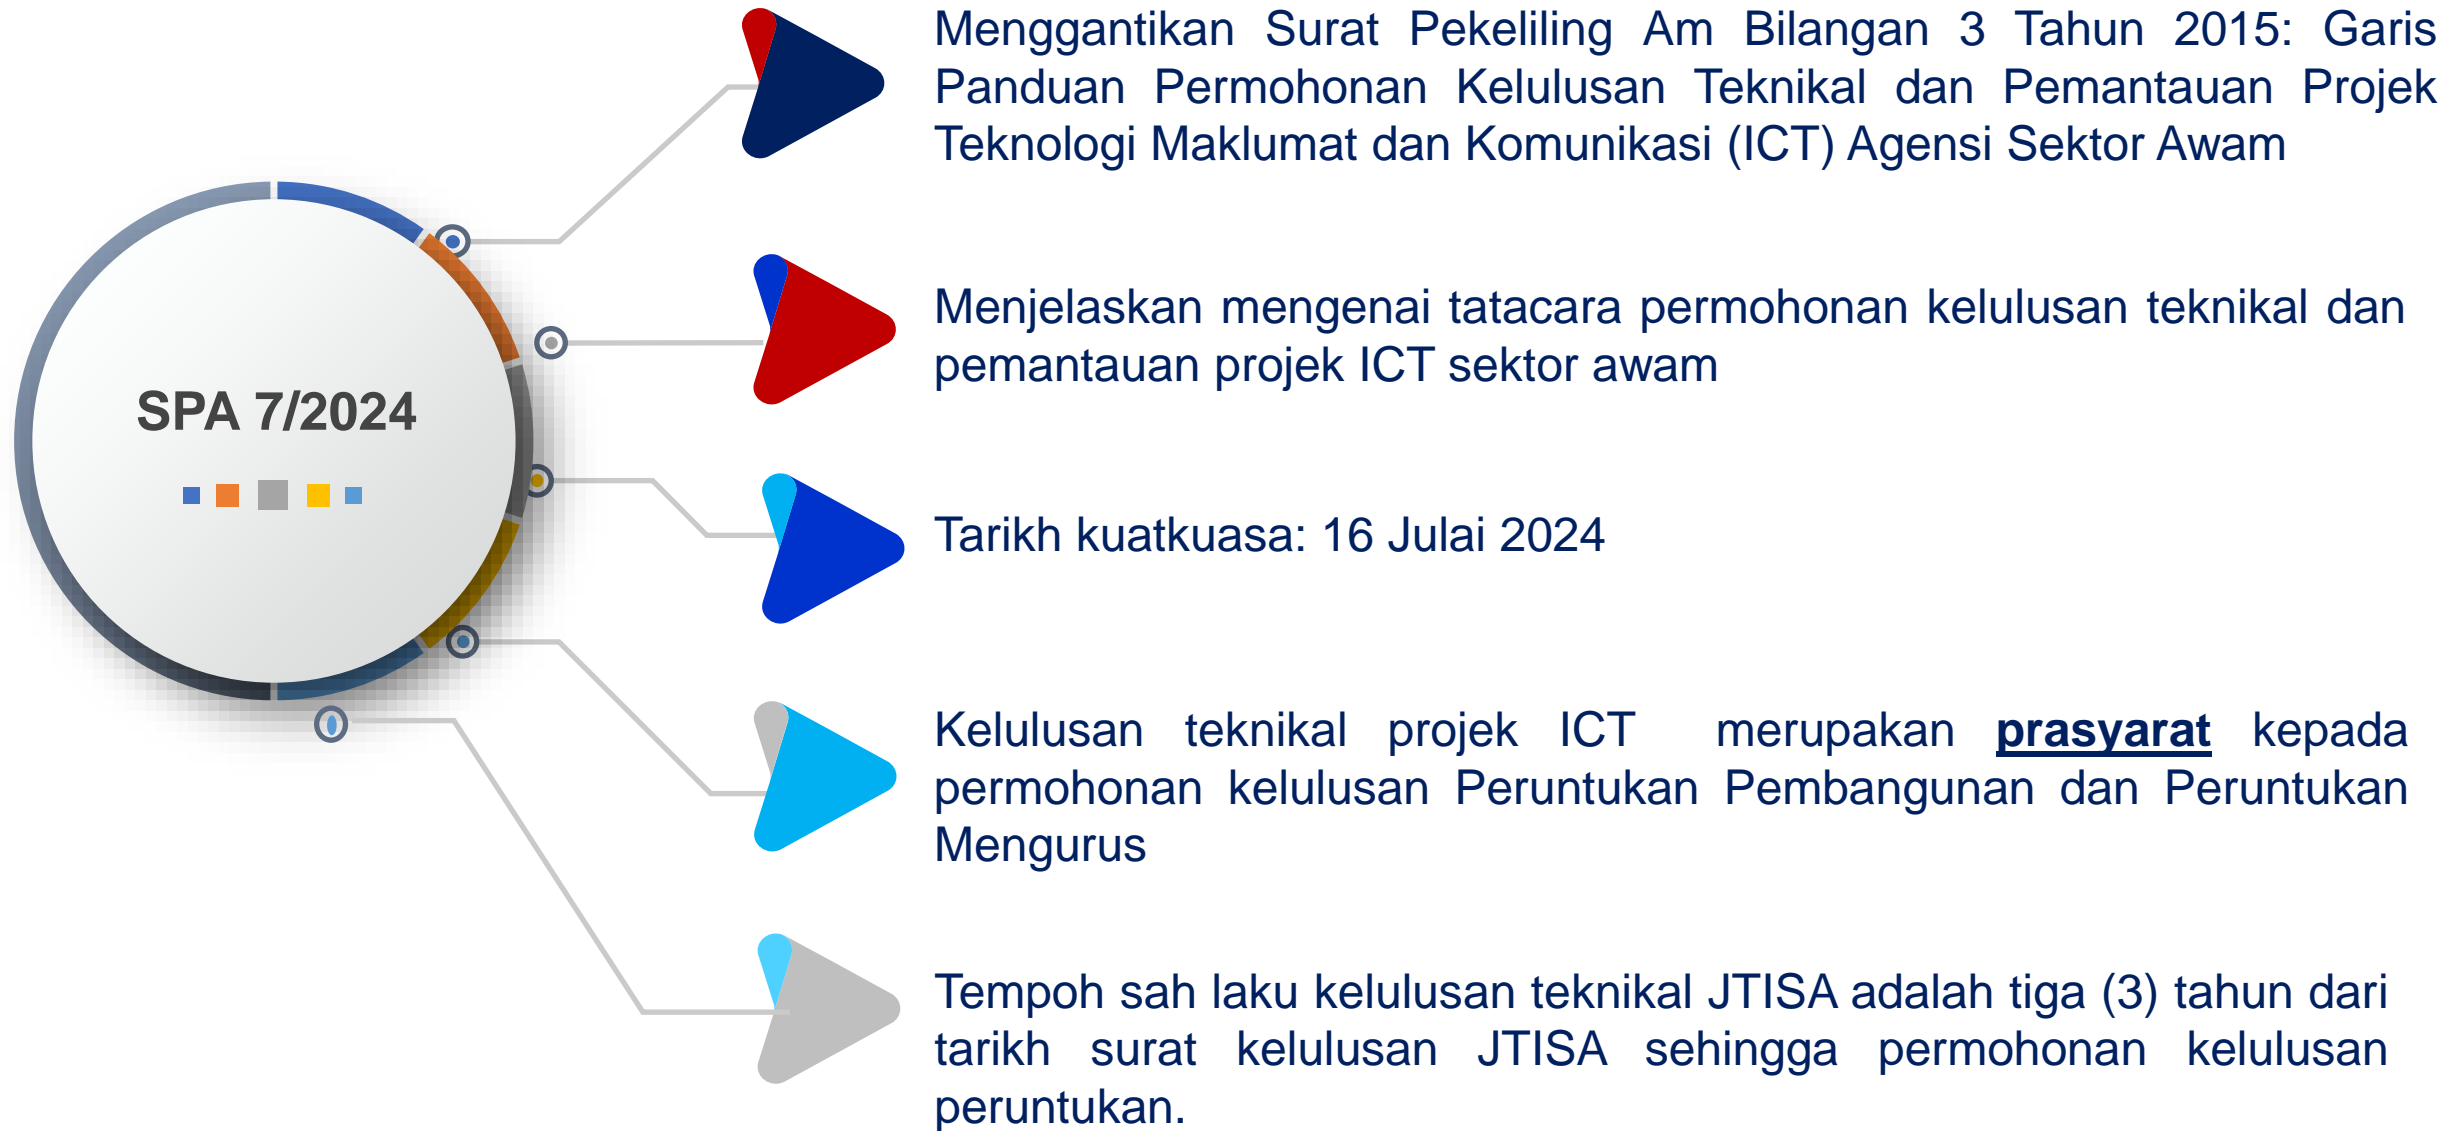 Menggantikan Surat Pekeliling Am Bilangan 3 Tahun 2015: Garis
Panduan Permohonan Kelulusan Teknikal dan Pemantauan Projek
Teknologi Maklumat dan Komunikasi (ICT) Agensi Sektor Awam
Menjelaskan mengenai tatacara permohonan kelulusan teknikal dan
pemantauan projek ICT sektor awam
SPA 7/2024
Tarikh kuatkuasa: 16 Julai 2024
Kelulusan teknikal projek ICT merupakan prasyarat kepada
permohonan kelulusan Peruntukan Pembangunan dan Peruntukan
Mengurus
Tempoh sah laku kelulusan teknikal JTISA adalah tiga (3) tahun dari
tarikh surat kelulusan JTISA sehingga permohonan kelulusan
peruntukan.